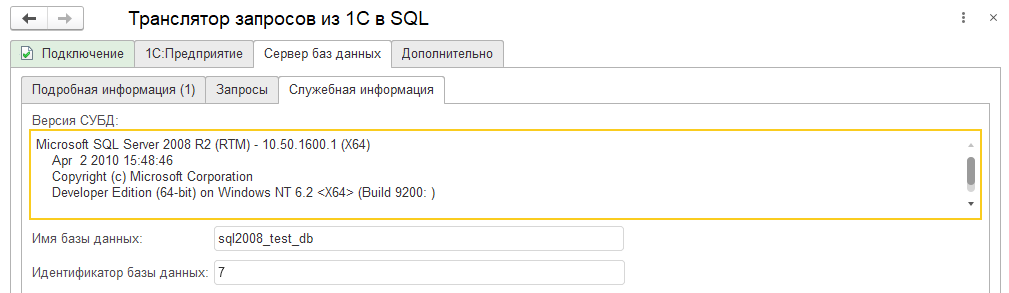 Транслятор запросов из 1С в SQL
Подключение 1С:Предприятие Сервер баз данных Дополнительно
Подробная информация (1) Запросы Служебная информация
Версия СУБД:
Microsoft SQL Server 2008 R2 (RTM) - 10.50.1600.1 (X64)
Apr  2 2010 15:48:46
Copyright (c) Microsoft Corporation
Developer Edition (64-bit) on Windows NT 6.2 <X64> (Build 9200: )
Имя базы данных: sql2008_test_db
Идентификатор базы данных: 7